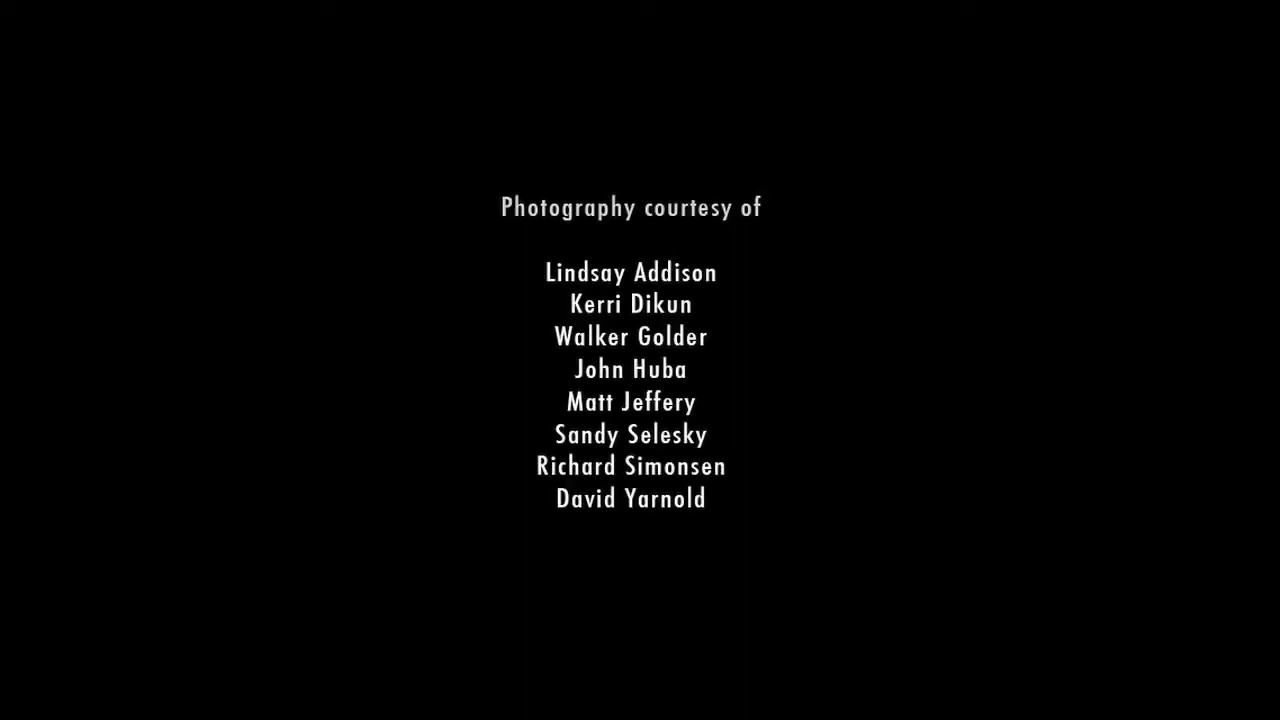 Photography courtesy of
Lindsay Addison
Kerri Dikun
Walker Golder
John Huba
Matt Jeffery
Sandy Selesky
Richard Simonsen
David Yarnold